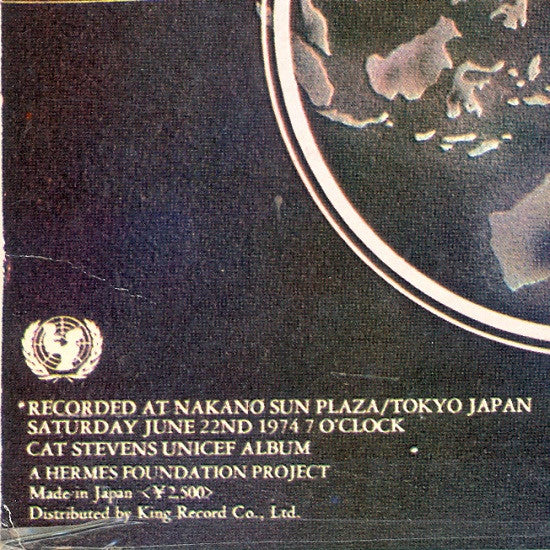 *RECORDED AT NAKANO SUN PLAZA/TOKYO JAPAN
SATURDAY JUNE 22ND 1974 7 O'CLOCK
CAT STEVENS UNICEF ALBUM
A HERMES FOUNDATION PROJECT
Made in Japan <¥2,500>
Distributed by King Record Co., Ltd.